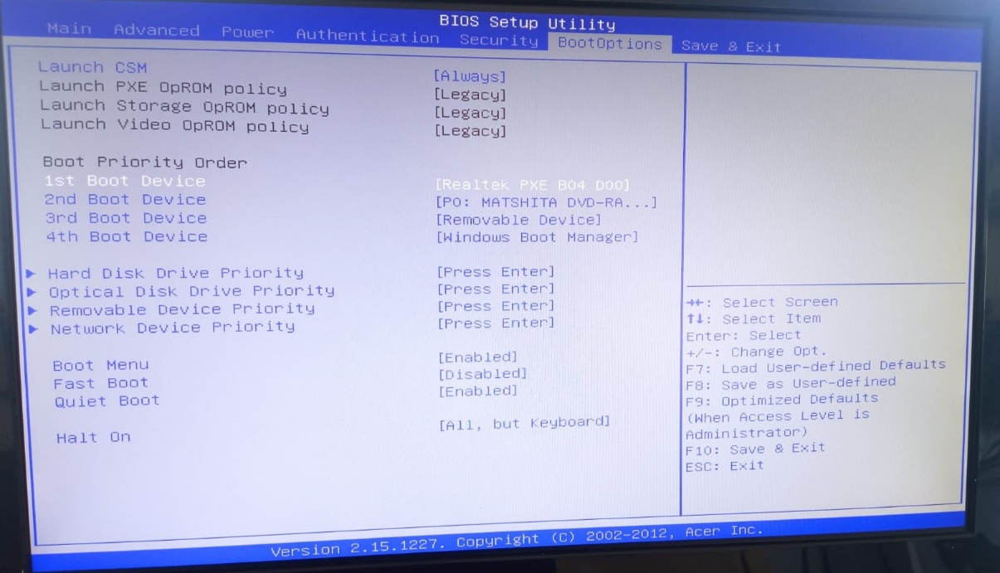 BIOS Setup Utility
Main Advanced Power Authentication Security BootOptions Save & Exit
Launch CSM [Always]
Launch PXE OpROM policy [Legacy]
Launch Storage OpROM policy [Legacy]
Launch Video OpROM policy [Legacy]
Boot Priority Order
1st Boot Device [Realtek PXE B04 D00]
2nd Boot Device [PO: MATSHITA DVD-RA...]
3rd Boot Device [Removable Device]
4th Boot Device [Windows Boot Manager]
▶ Hard Disk Drive Priority [Press Enter]
▶ Optical Disk Drive Priority [Press Enter]
▶ Removable Device Priority [Press Enter]
▶ Network Device Priority [Press Enter]
Boot Menu [Enabled]
Fast Boot [Disabled]
Quiet Boot [Enabled]
Halt On [All, but Keyboard]
→←: Select Screen
↑↓: Select Item
Enter: Select
+/-: Change Opt.
F7: Load User-defined Defaults
F8: Save as User-defined
F9: Optimized Defaults
(When Access Level is
Administrator)
F10: Save & Exit
ESC: Exit
Version 2.15.1227. Copyright (C) 2002-2012, Acer Inc.